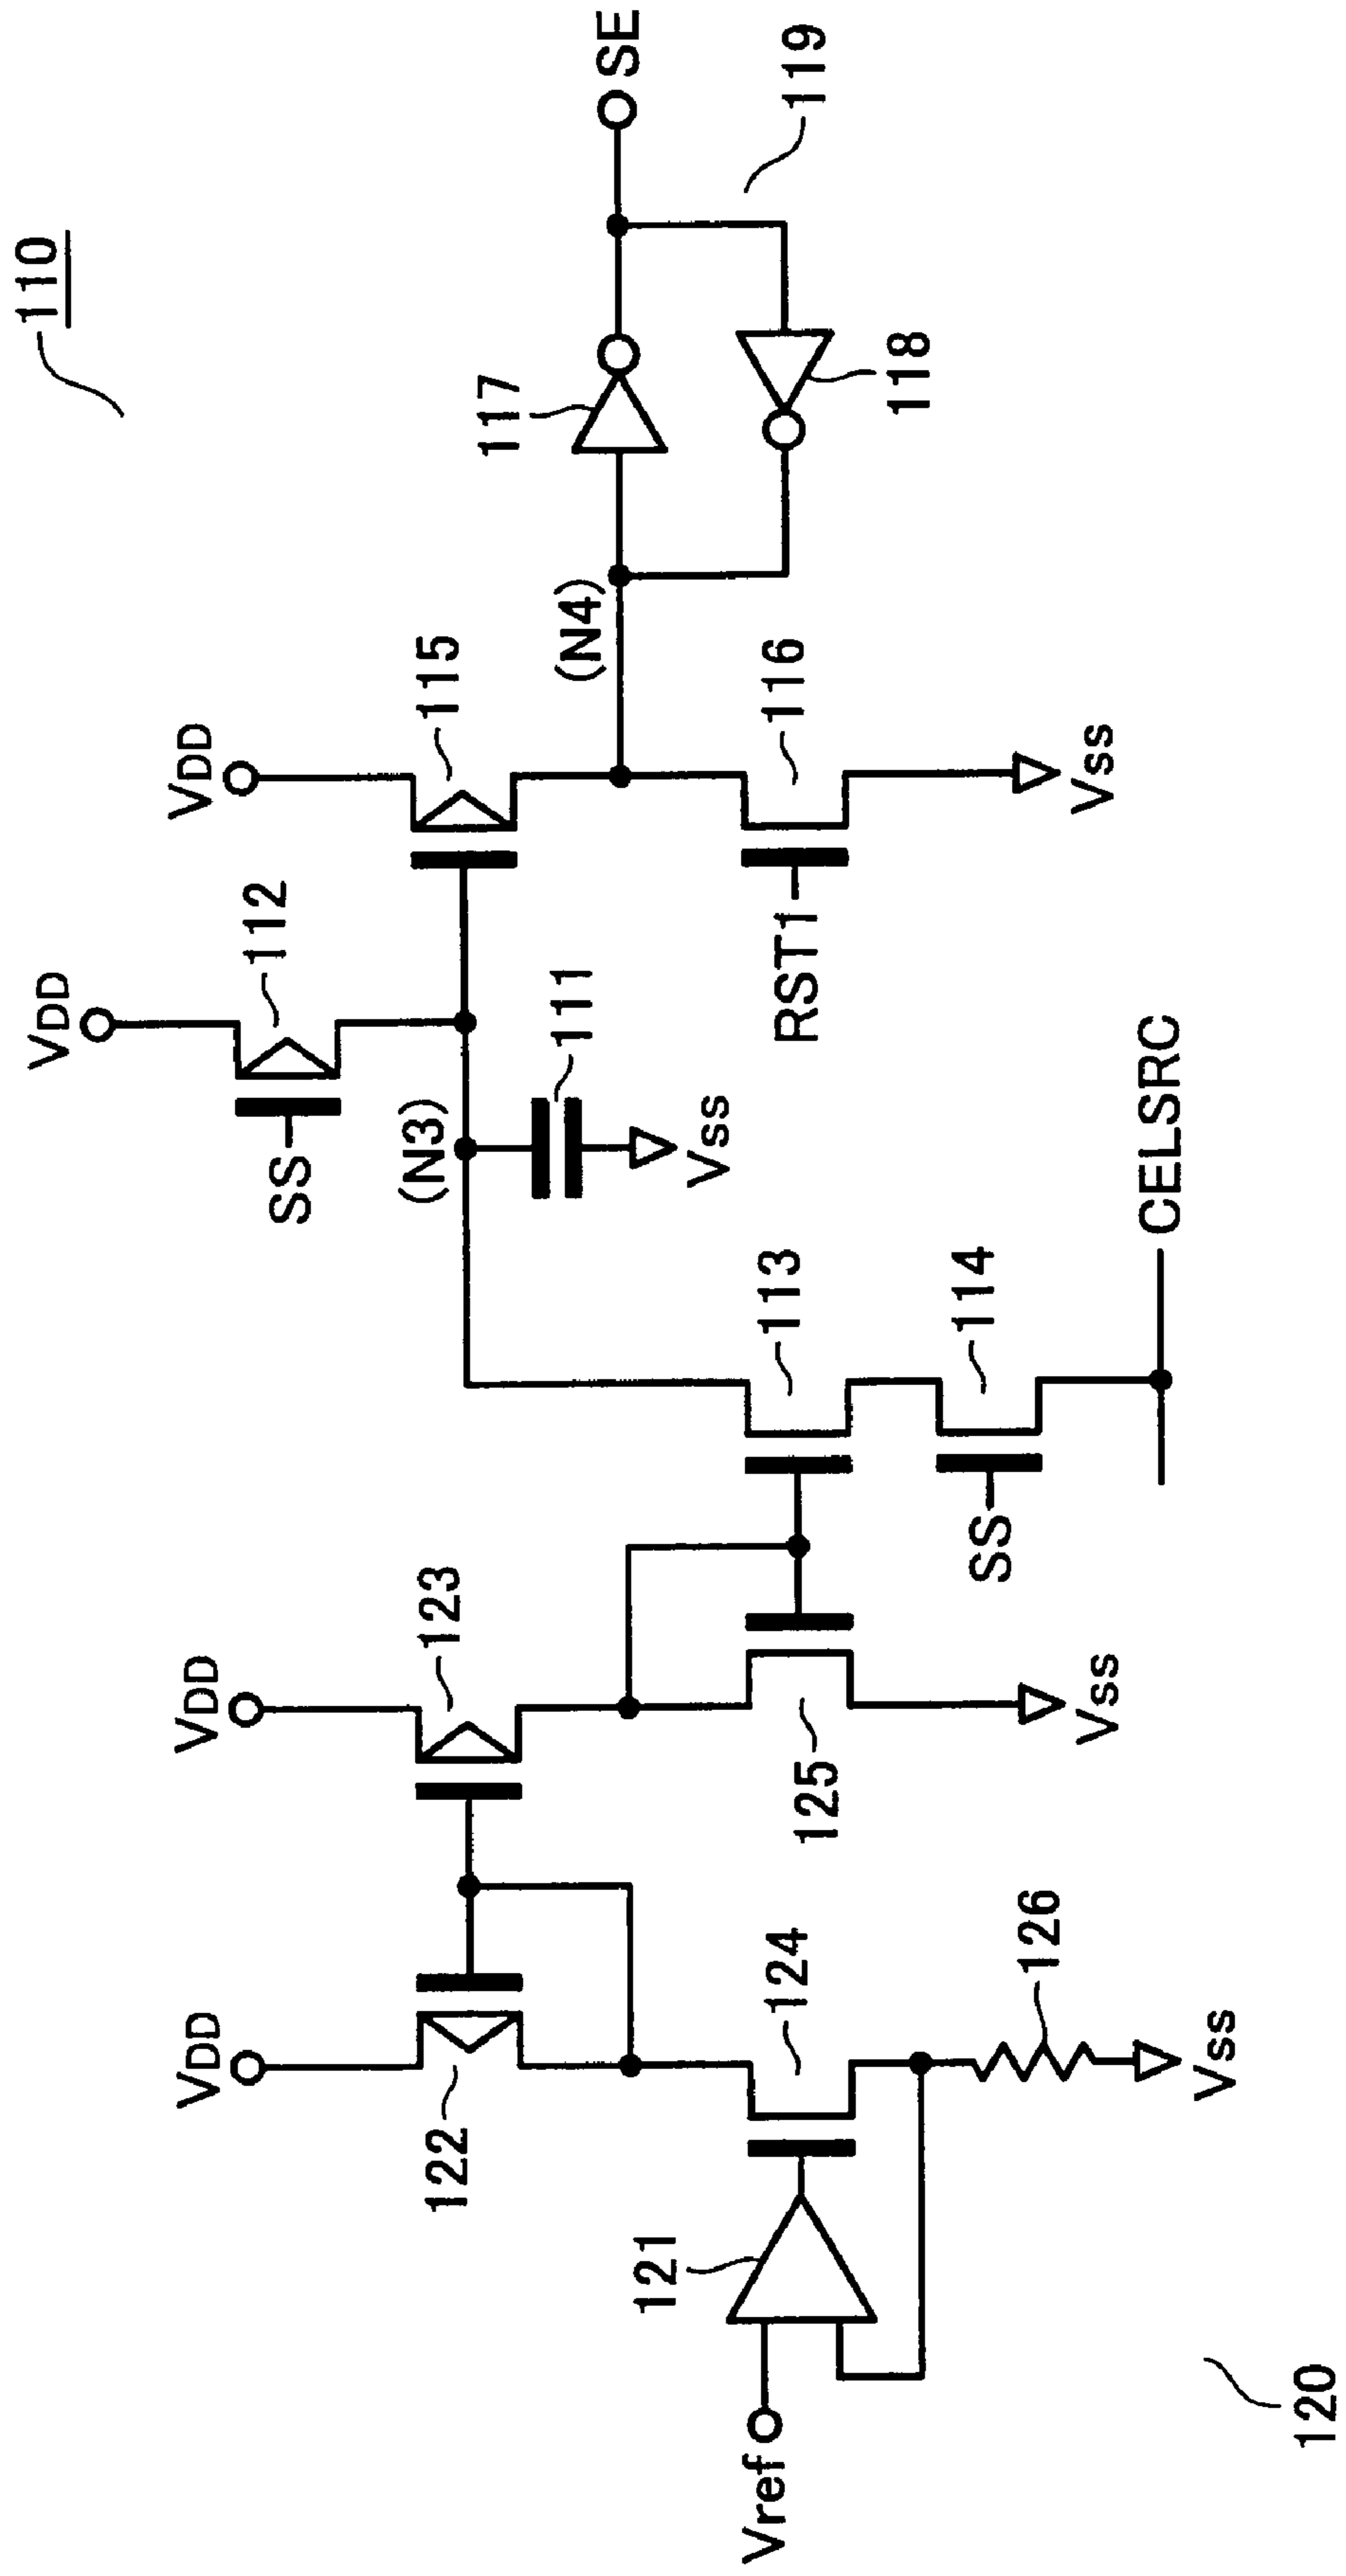 110
VDD
112
SS
VDD
115
(N3)
111
Vss
(N4)
117
SE
118
119
RST1
116
Vss
VDD
123
113
SS
114
CELSRC
VDD
122
125
Vss
124
121
Vref
126
Vss
120